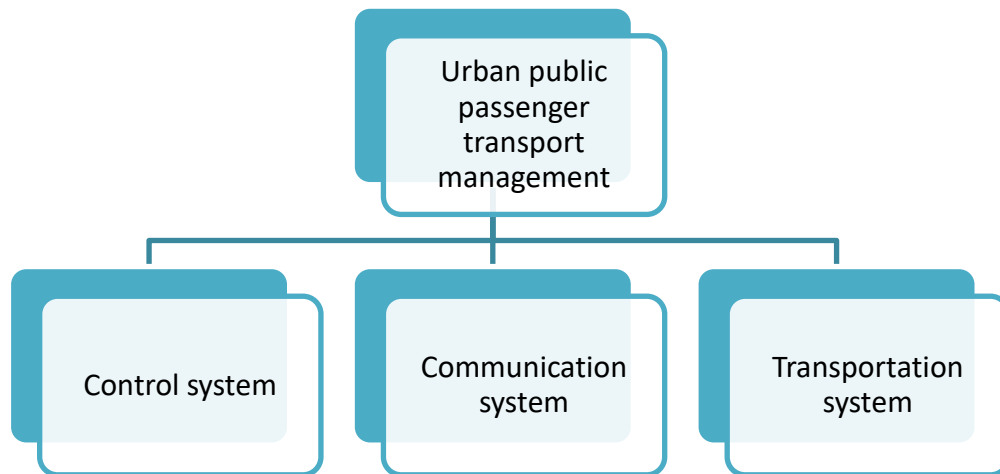 Urban public
passenger
transport
management
Control system
Communication
system
Transportation
system